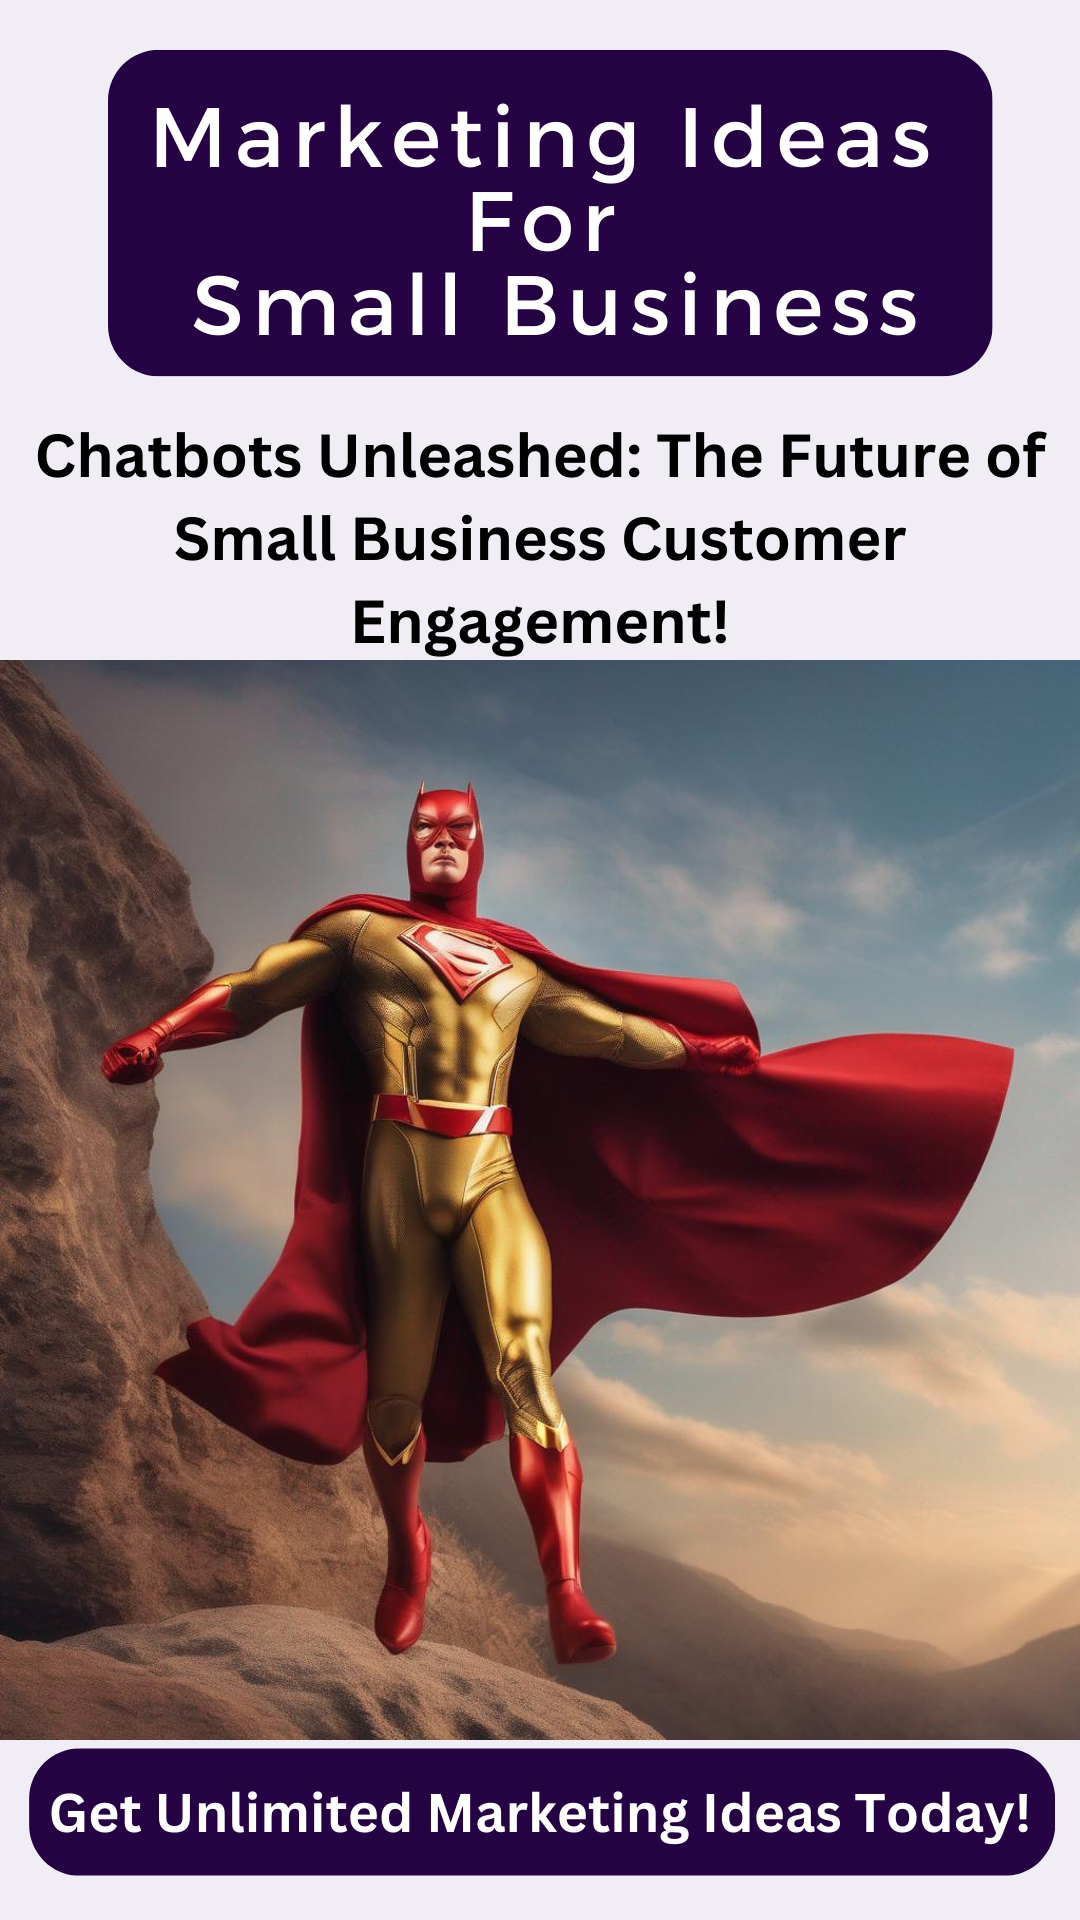 Marketing Ideas
For
Small Business
Chatbots Unleashed: The Future of
Small Business Customer
Engagement!
Get Unlimited Marketing Ideas Today!